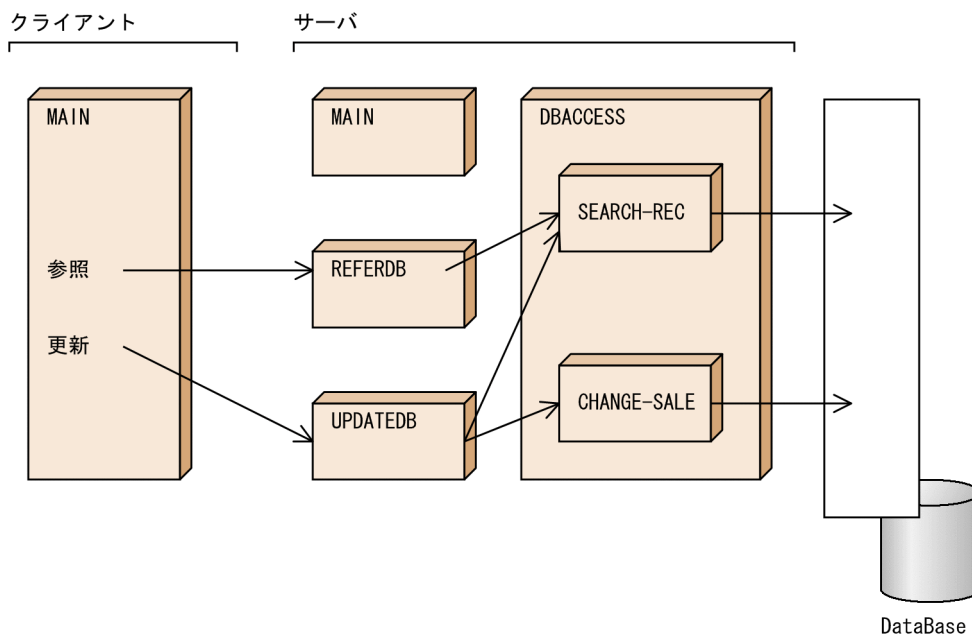 クライアント
サーバ
MAIN
参照
更新
MAIN
REFERDB
UPDATEDB
DBACCESS
SEARCH-REC
CHANGE-SALE
DataBase